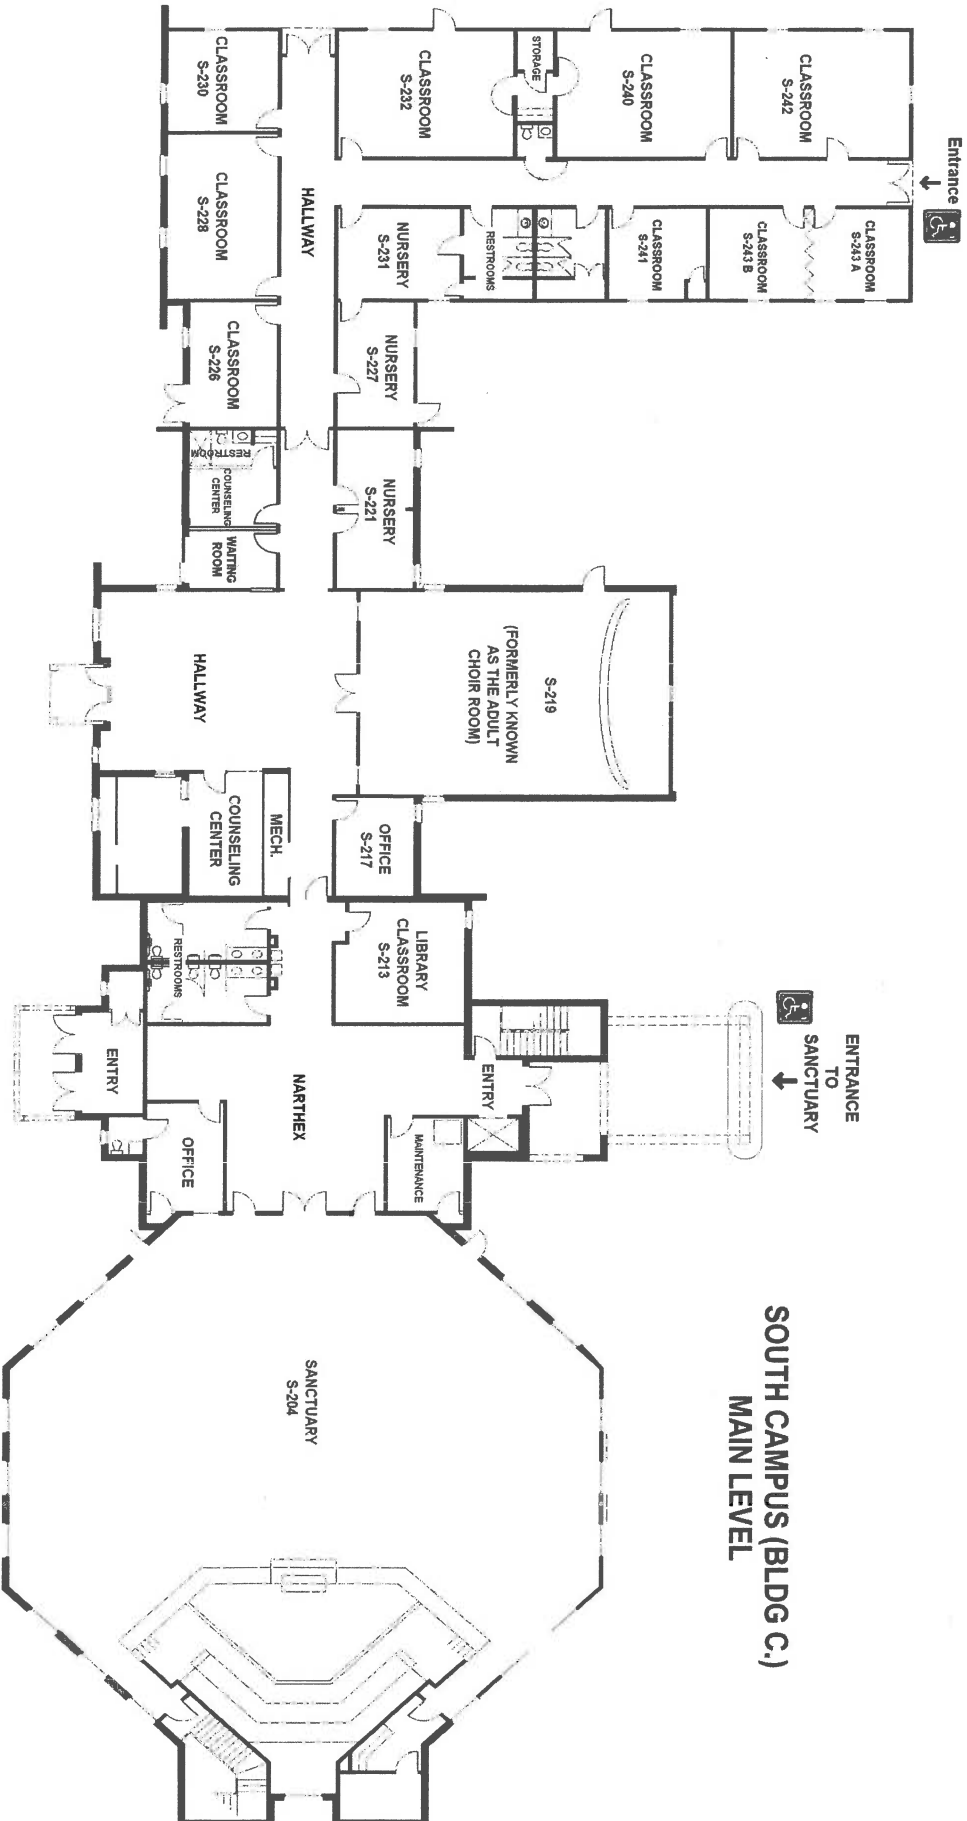 SOUTH CAMPUS (BLDG C.)
MAIN LEVEL
Entrance
ENTRANCE
TO
SANCTUARY
CLASSROOM
S-242
CLASSROOM
S-240
STORAGE
CLASSROOM
S-232
CLASSROOM
S-230
CLASSROOM
S-228
HALLWAY
CLASSROOM
S-243 A
CLASSROOM
S-243 B
CLASSROOM
S-241
RESTROOMS
NURSERY
S-231
NURSERY
S-227
CLASSROOM
S-226
RESTROOM
COUNSELING
CENTER
WAITING
ROOM
NURSERY
S-221
S-219
(FORMERLY KNOWN
AS THE ADULT
CHOIR ROOM)
HALLWAY
OFFICE
S-217
MECH.
COUNSELING
CENTER
LIBRARY
CLASSROOM
S-213
RESTROOMS
ENTRY
NARTHEX
ENTRY
MAINTENANCE
OFFICE
SANCTUARY
S-204